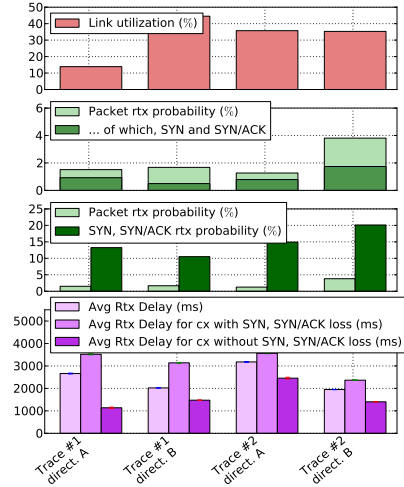 50
40
30
20
10
0
Link utilization (%)
6
4
2
0
Packet rtx probability (%)
... of which, SYN and SYN/ACK
25
20
15
10
5
0
Packet rtx probability (%)
SYN, SYN/ACK rtx probability (%)
Avg Rtx Delay (ms)
Avg Rtx Delay for cx with SYN, SYN/ACK loss (ms)
Avg Rtx Delay for cx without SYN, SYN/ACK loss (ms)
5000
4000
3000
2000
1000
0
Trace #1
direct. A
Trace #1
direct. B
Trace #2
direct. A
Trace #2
direct. B